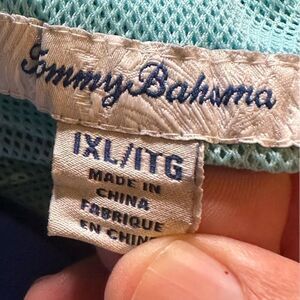 Tommy Bahama
1XL/1TG
MADE IN
CHINA
FABRIQUE
EN CHINE